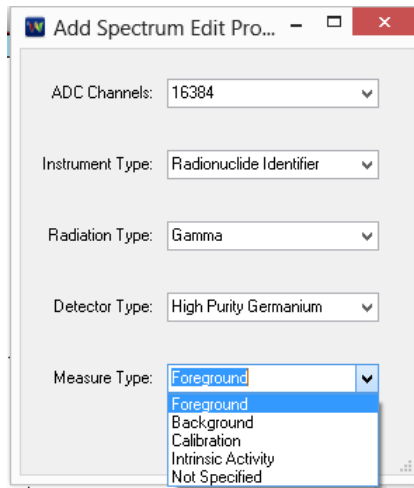 Add Spectrum Edit Pro...
ADC Channels: 16384
Instrument Type: Radionuclide Identifier
Radiation Type: Gamma
Detector Type: High Purity Germanium
Measure Type: Foreground
Foreground
Background
Calibration
Intrinsic Activity
Not Specified